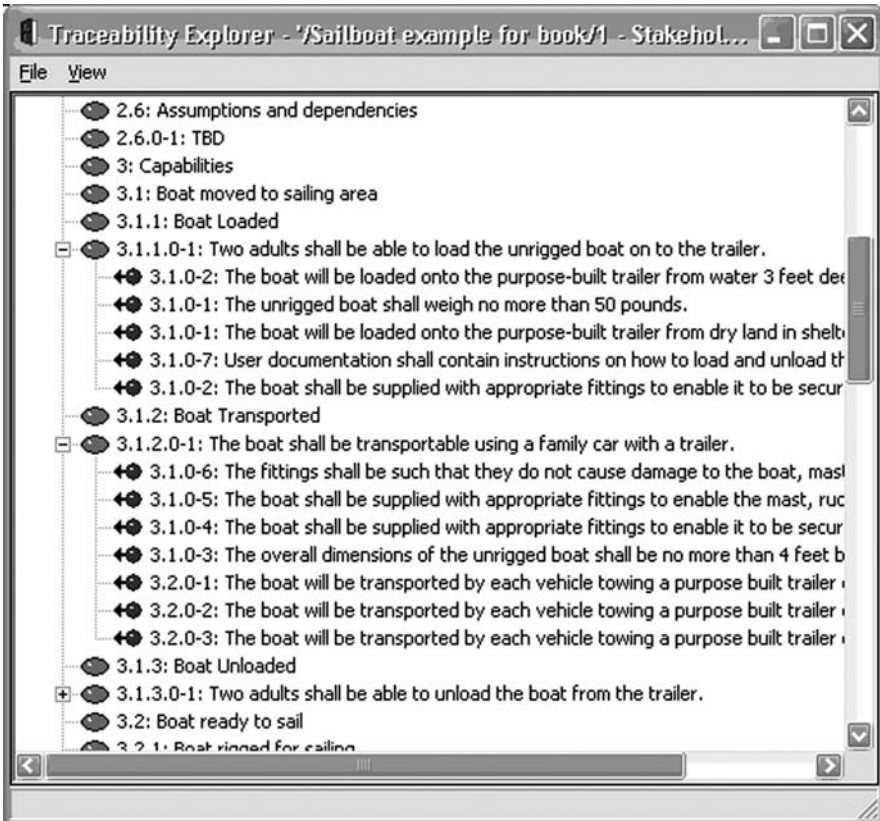 Traceability Explorer - '/Sailboat example for book/1 - Stakehol...
File View
2.6: Assumptions and dependencies
2.6.0-1: TBD
3: Capabilities
3.1: Boat moved to sailing area
3.1.1: Boat Loaded
3.1.1.0-1: Two adults shall be able to load the unrigged boat on to the trailer.
3.1.0-2: The boat will be loaded onto the purpose-built trailer from water 3 feet dee
3.1.0-1: The unrigged boat shall weigh no more than 50 pounds.
3.1.0-1: The boat will be loaded onto the purpose-built trailer from dry land in shelt
3.1.0-7: User documentation shall contain instructions on how to load and unload th
3.1.0-2: The boat shall be supplied with appropriate fittings to enable it to be secur
3.1.2: Boat Transported
3.1.2.0-1: The boat shall be transportable using a family car with a trailer.
3.1.0-6: The fittings shall be such that they do not cause damage to the boat, mast
3.1.0-5: The boat shall be supplied with appropriate fittings to enable the mast, rud
3.1.0-4: The boat shall be supplied with appropriate fittings to enable it to be secur
3.1.0-3: The overall dimensions of the unrigged boat shall be no more than 4 feet b
3.2.0-1: The boat will be transported by each vehicle towing a purpose built trailer
3.2.0-2: The boat will be transported by each vehicle towing a purpose built trailer
3.2.0-3: The boat will be transported by each vehicle towing a purpose built trailer
3.1.3: Boat Unloaded
3.1.3.0-1: Two adults shall be able to unload the boat from the trailer.
3.2: Boat ready to sail
3.2.1: Boat rigged for sailing